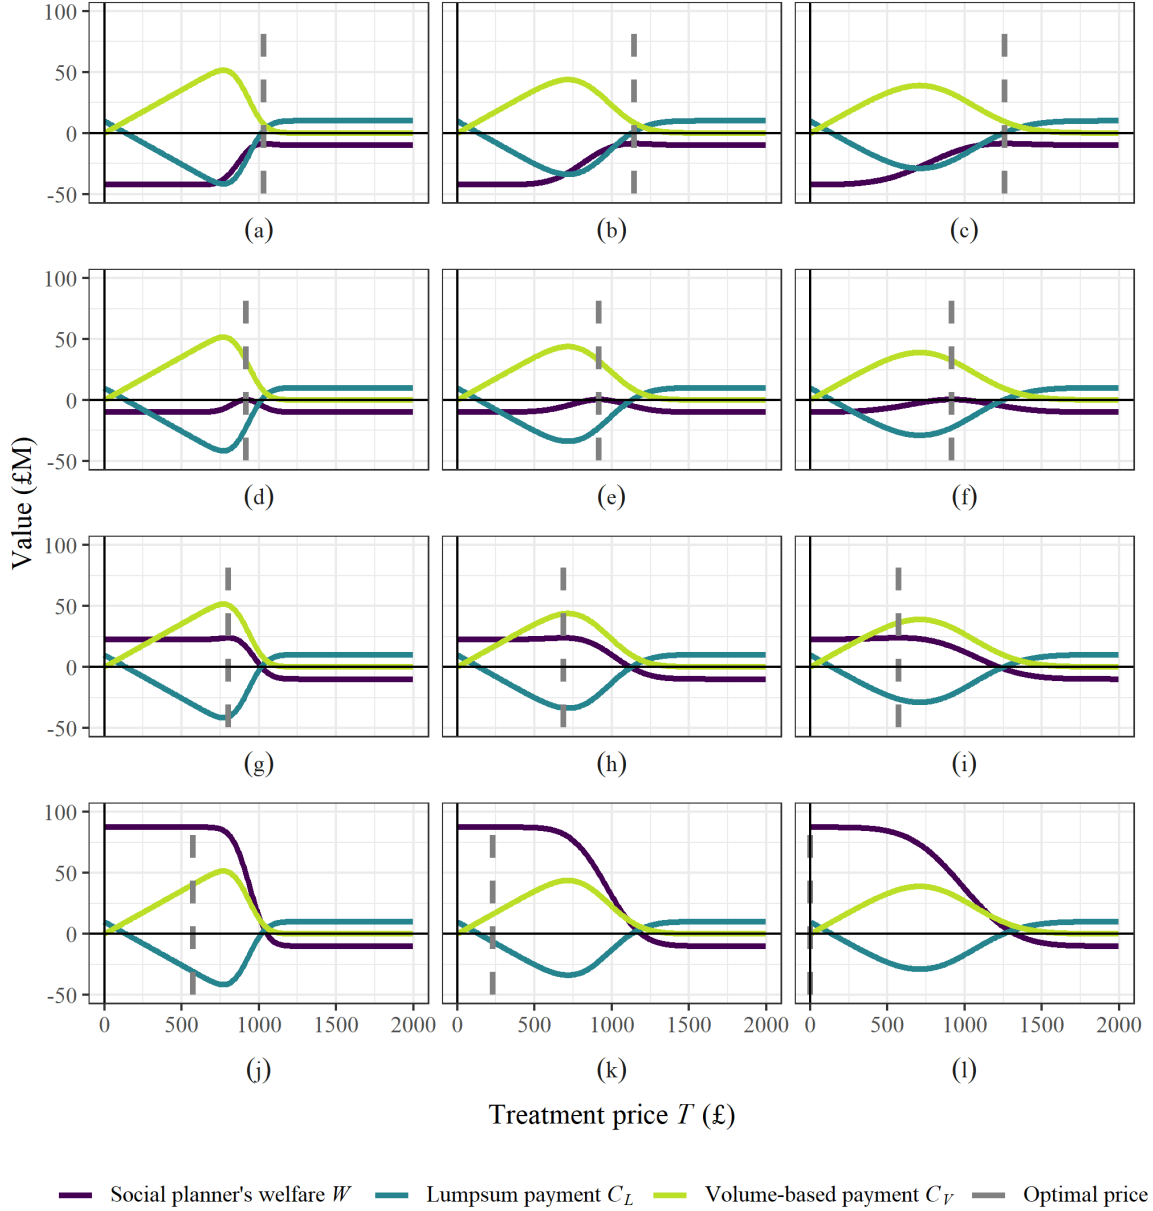 100
50
0
-50
(a)
(b)
(c)
100
50
0
-50
(d)
(e)
(f)
Value (£M)
100
50
0
-50
(g)
(h)
(i)
100
50
0
-50
0 500 1000 1500 2000
0 500 1000 1500 2000
0 500 1000 1500 2000
(j)
(k)
(l)
Treatment price T (£)
Social planner's welfare W
Lumpsum payment C_L
Volume-based payment C_V
Optimal price